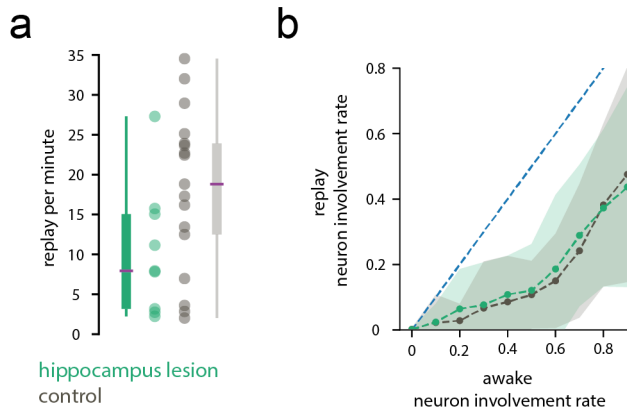 a
35
30
25
20
15
10
5
0
replay per minute
hippocampus lesion
control
b
0.8
0.6
0.4
0.2
0
replay
neuron involvement rate
0 0.2 0.4 0.6 0.8
awake
neuron involvement rate